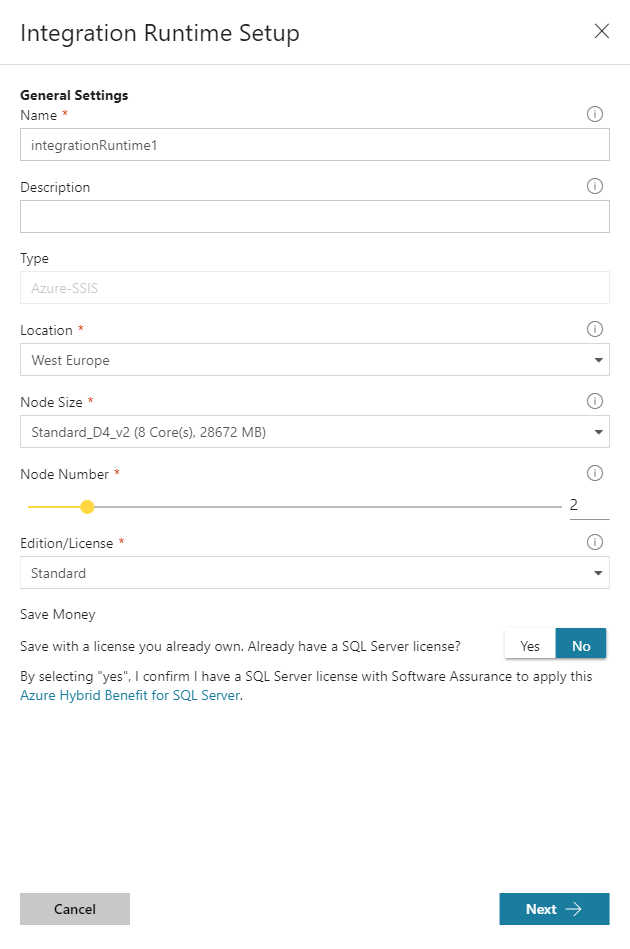 Integration Runtime Setup
General Settings
Name *
integrationRuntime1
Description
Type
Azure-SSIS
Location *
West Europe
Node Size *
Standard_D4_v2 (8 Core(s), 28672 MB)
Node Number *
2
Edition/License *
Standard
Save Money
Save with a license you already own. Already have a SQL Server license? Yes No
By selecting "yes", I confirm I have a SQL Server license with Software Assurance to apply this
Azure Hybrid Benefit for SQL Server.
Cancel Next